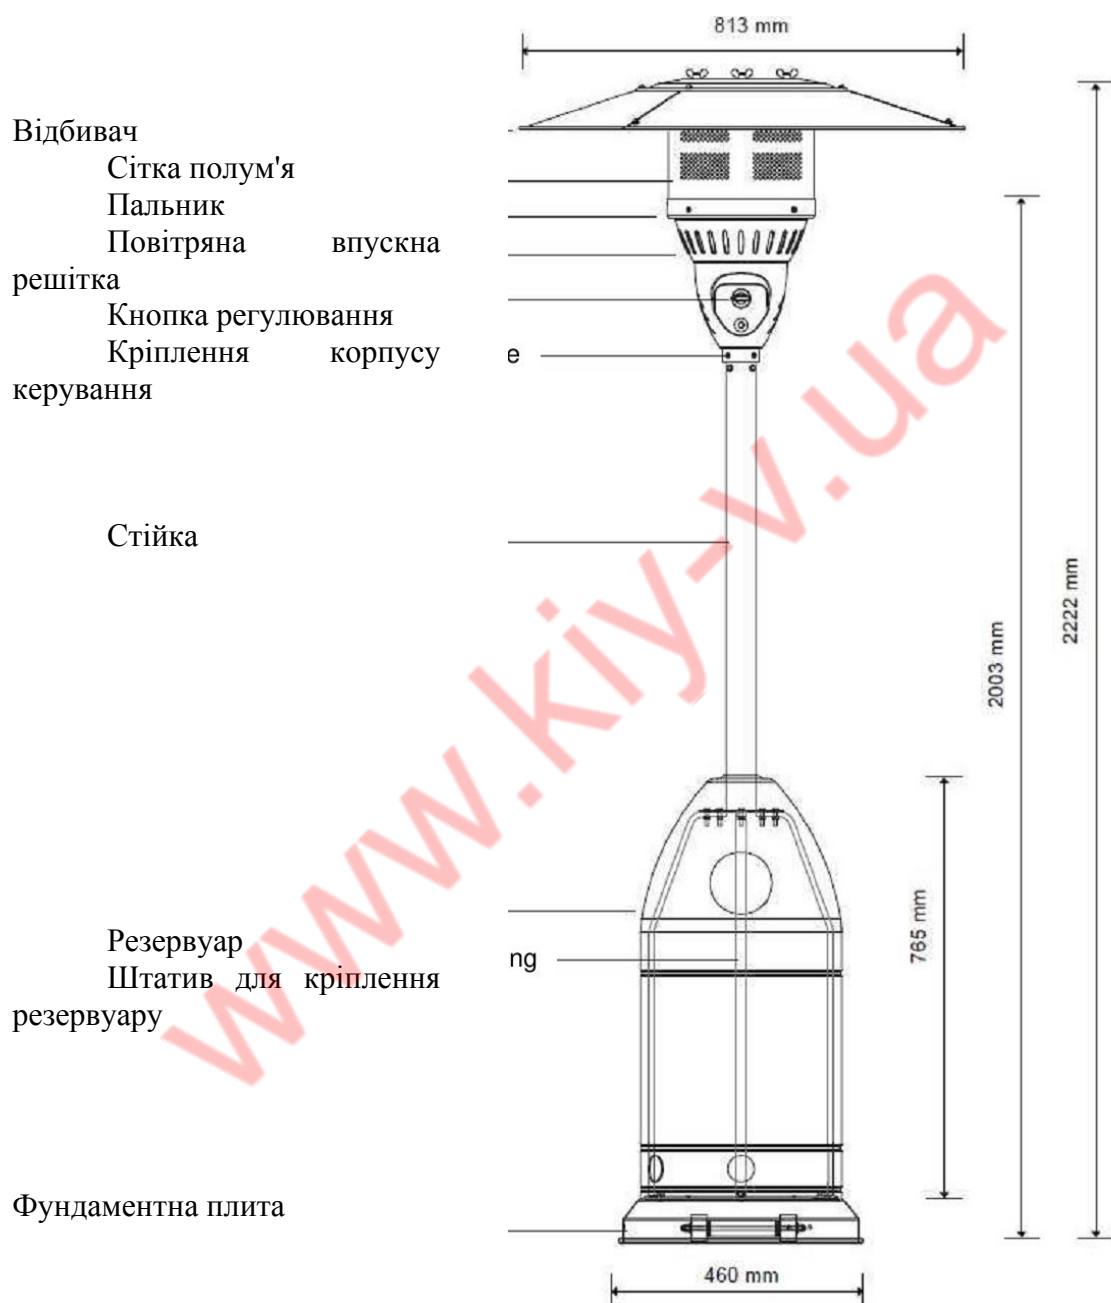 813 mm
Відбивач
Сітка полум'я
Пальник
Повітряна впускна
решітка
Кнопка регулювання
Кріплення корпусу
e
керування
Стійка
2222 mm
2003 mm
765 mm
Резервуар
ng
Штатив для кріплення
резервуару
Фундаментна плита
460 mm
www.kiy-v.ua